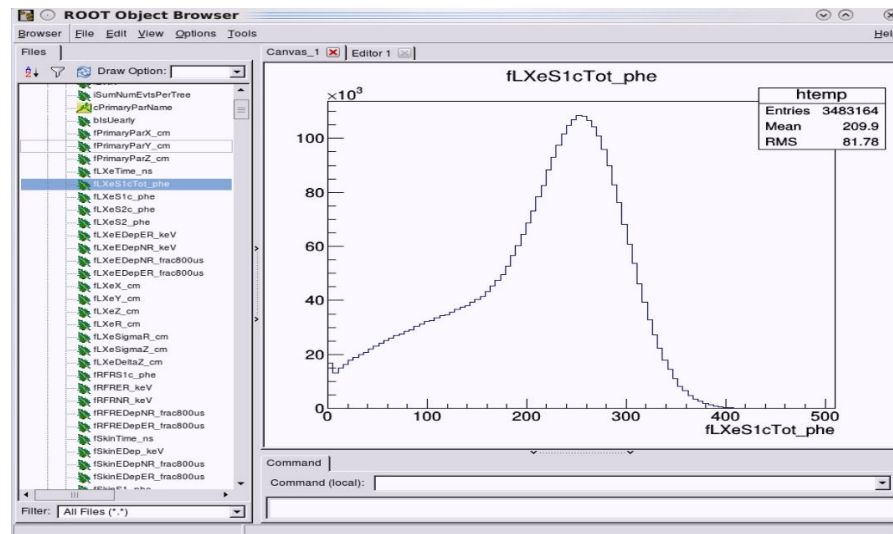 ROOT Object Browser
Browser File Edit View Options Tools
Files
Draw Option:
iSumNumEvtsPerTree
cPrimaryParName
bIsUearly
fPrimaryParX_cm
fPrimaryParY_cm
fPrimaryParZ_cm
fLXeTime_ns
fLXeS1cTot_phe
fLXeS1c_phe
fLXeS2c_phe
fLXeS2_phe
fLXeEDepER_keV
fLXeEDepNR_keV
fLXeEDepNR_frac800us
fLXeEDepER_frac800us
fLXeX_cm
fLXeY_cm
fLXeZ_cm
fLXeR_cm
fLXeSigmaR_cm
fLXeSigmaZ_cm
fLXeDeltaZ_cm
fRFRS1c_phe
fRFRER_keV
fRFRNR_keV
fRFREDepNR_frac800us
fRFREDepER_frac800us
fSkinTime_ns
fSkinEDep_keV
fSkinEDepNR_frac800us
fSkinEDepER_frac800us
Filter: All Files (*.*)
Canvas_1 Editor 1
fLXeS1cTot_phe
×10³
htemp
Entries 3483164
Mean 209.9
RMS 81.78
100
80
60
40
20
0
0 100 200 300 400 500
fLXeS1cTot_phe
Command
Command (local):